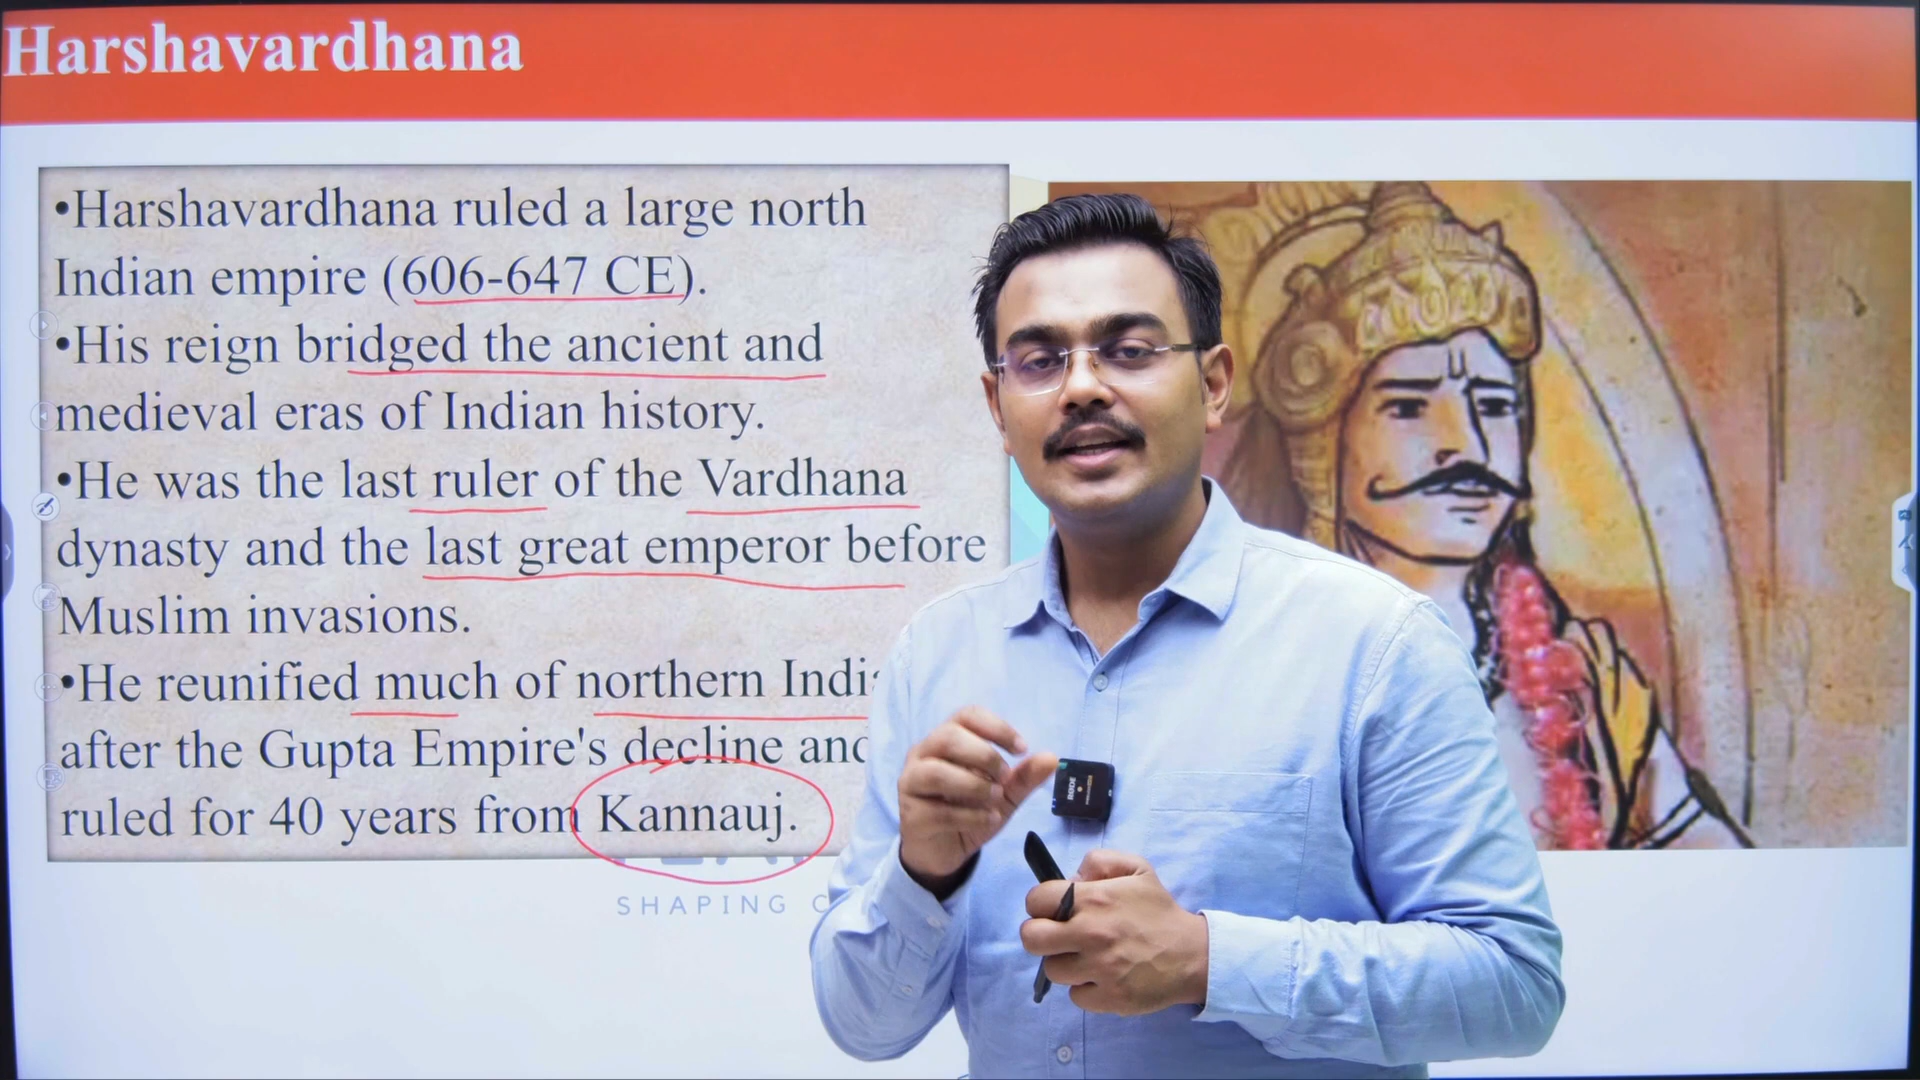 Harshavardhana
•Harshavardhana ruled a large north
Indian empire (606-647 CE).
•His reign bridged the ancient and
medieval eras of Indian history.
•He was the last ruler of the Vardhana
dynasty and the last great emperor before
Muslim invasions.
•He reunified much of northern
after the Gupta Empire's decline
ruled for 40 years from Kannauj.
SHAPING
RODE